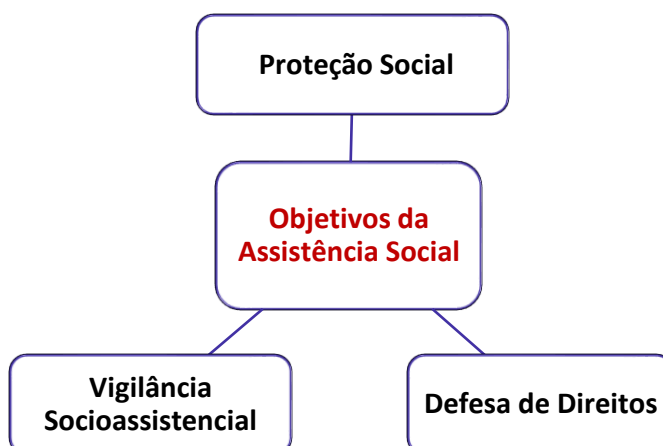 Proteção Social
Objetivos da
Assistência Social
Vigilância
Socioassistencial
Defesa de Direitos